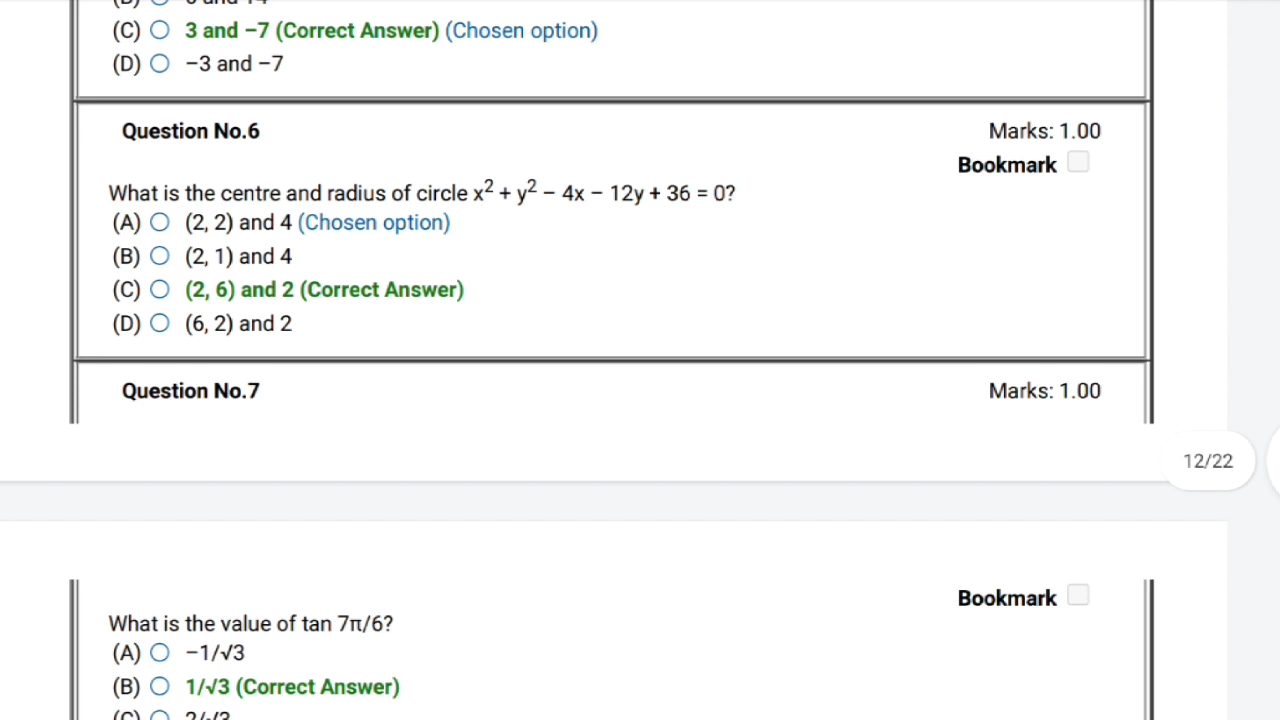 (C) 3 and −7 (Correct Answer) (Chosen option)
(D) −3 and −7
Question No.6 Marks: 1.00
Bookmark
What is the centre and radius of circle x² + y² − 4x − 12y + 36 = 0?
(A) (2, 2) and 4 (Chosen option)
(B) (2, 1) and 4
(C) (2, 6) and 2 (Correct Answer)
(D) (6, 2) and 2
Question No.7 Marks: 1.00
12/22
Bookmark
What is the value of tan 7π/6?
(A) −1/√3
(B) 1/√3 (Correct Answer)